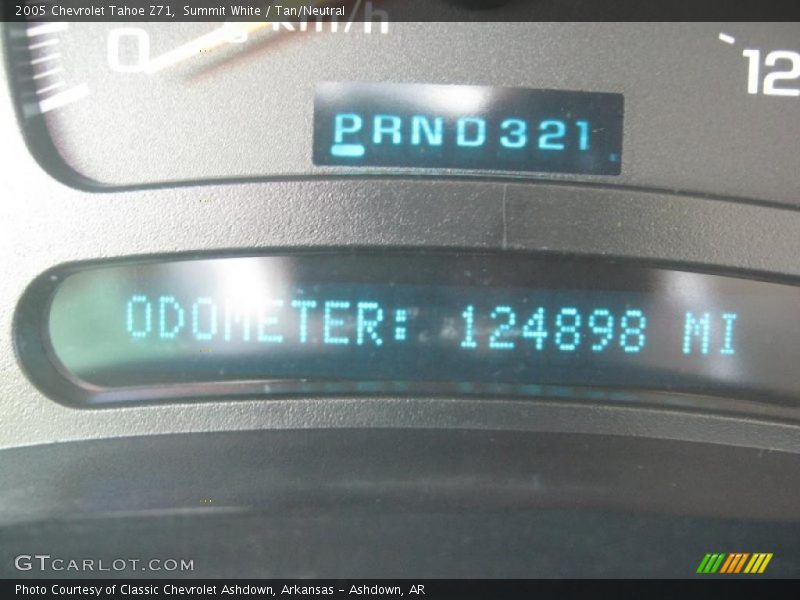 2005 Chevrolet Tahoe Z71,  Summit White / Tan/Neutral
0 km/h
12
PRND321
ODOMETER: 124898 MI
GTCARLOT.COM
Photo Courtesy of Classic Chevrolet Ashdown, Arkansas - Ashdown, AR